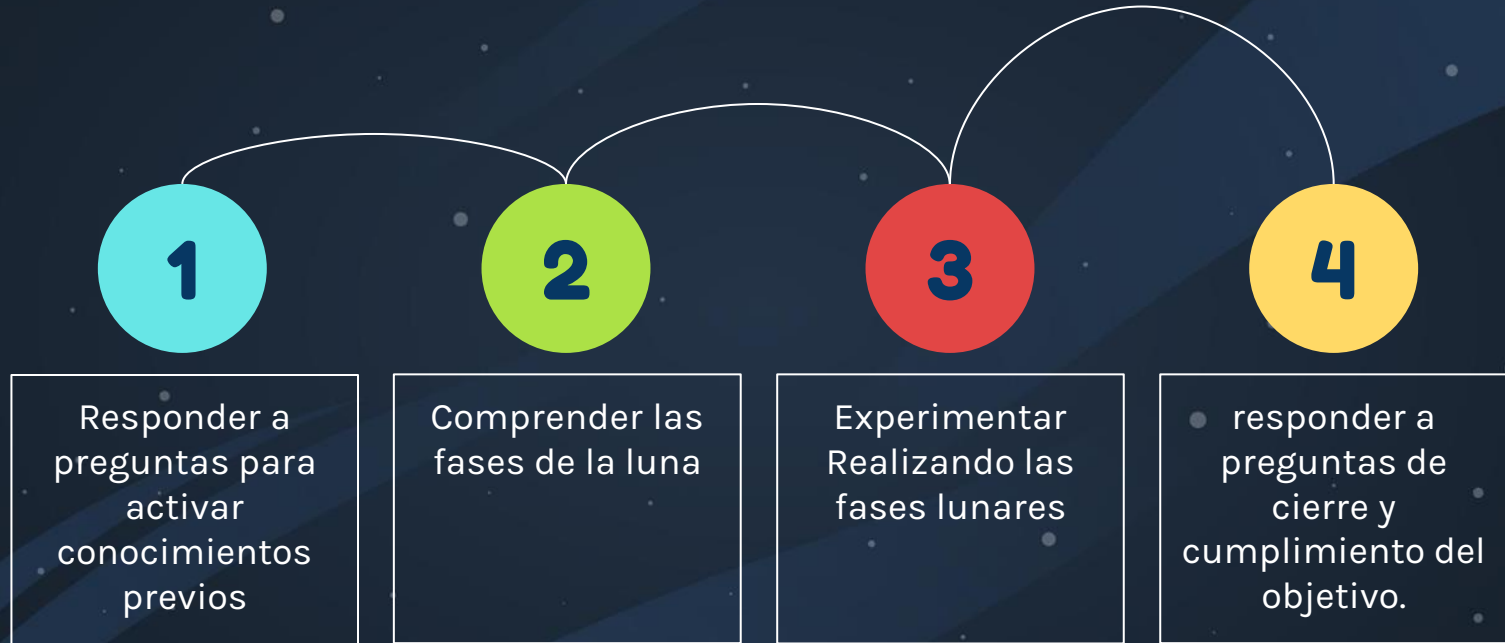 1
2
3
4
Responder a
preguntas para
activar
conocimientos
previos
Comprender las
fases de la luna
Experimentar
Realizando las
fases lunares
responder a
preguntas de
cierre y
cumplimiento del
objetivo.